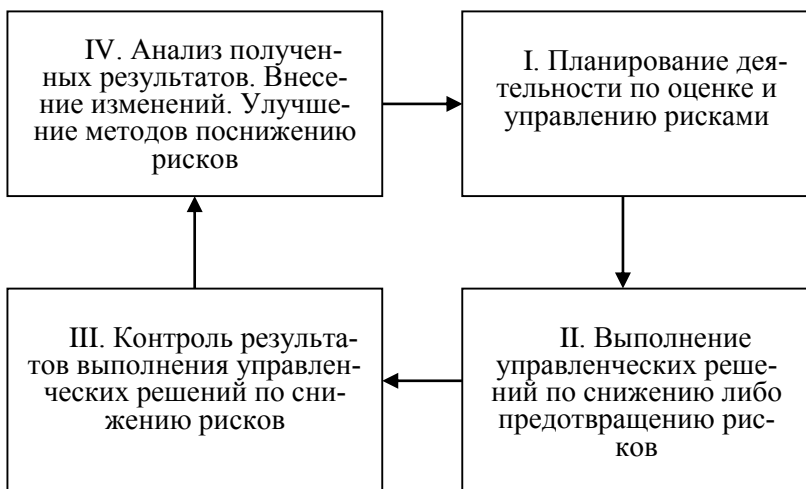 IV. Анализ получен-
ных результатов. Внесе-
ние изменений. Улучше-
ние методов поснижению
рисков
I. Планирование дея-
тельности по оценке и
управлению рисками
III. Контроль результа-
тов выполнения управлен-
ческих решений по сни-
жению рисков
II. Выполнение
управленческих реше-
ний по снижению либо
предотвращению рис-
ков